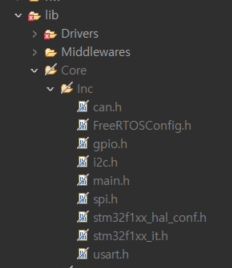 lib
Drivers
Middlewares
Core
Inc
can.h
FreeRTOSConfig.h
gpio.h
i2c.h
main.h
spi.h
stm32f1xx_hal_conf.h
stm32f1xx_it.h
usart.h